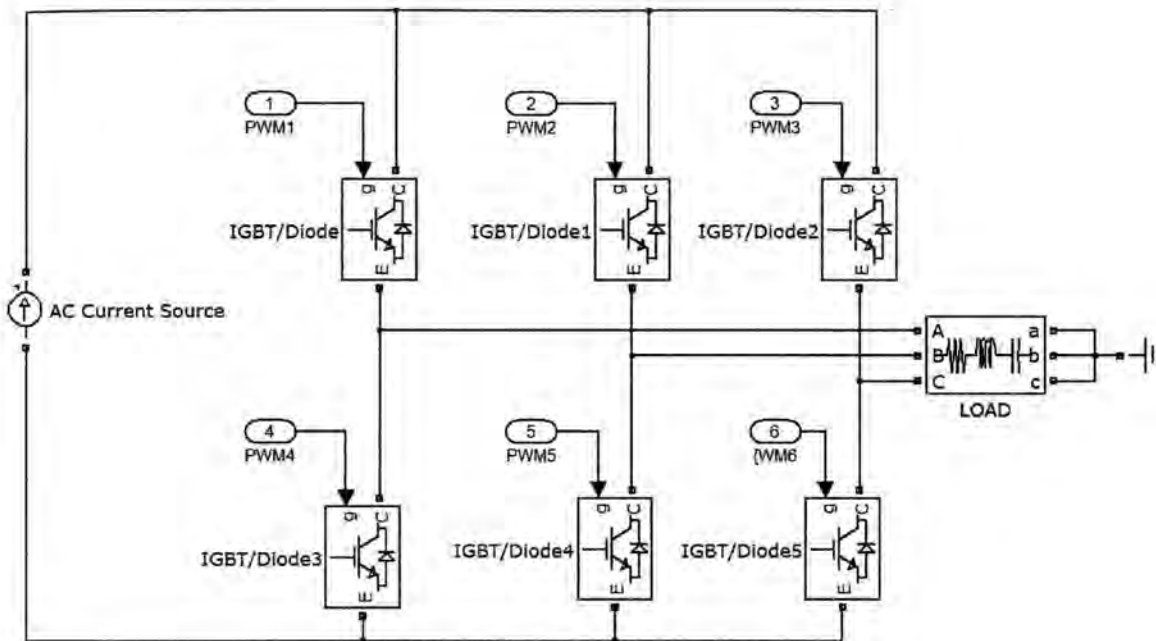 1
PWM1
2
PWM2
3
PWM3
g
C
IGBT/Diode
E
g
C
IGBT/Diode1
E
g
C
IGBT/Diode2
E
AC Current Source
A
a
B
b
C
c
LOAD
4
PWM4
5
PWM5
6
{WM6
g
C
IGBT/Diode3
E
g
C
IGBT/Diode4
E
g
C
IGBT/Diode5
E